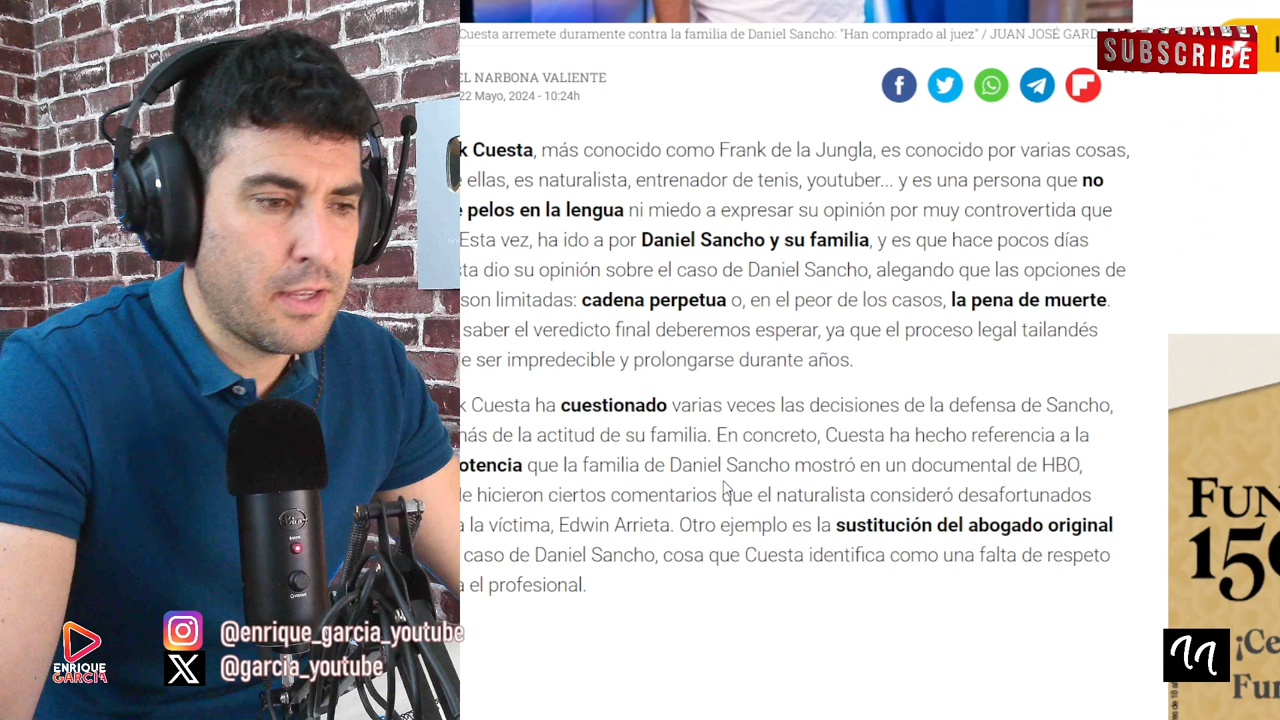 Cuesta arremete duramente contra la familia de Daniel Sancho: "Han comprado al juez" / JUAN JOSÉ GARD
SUBSCRIBE
EL NARBONA VALIENTE
22 Mayo, 2024 - 10:24h
k Cuesta, más conocido como Frank de la Jungla, es conocido por varias cosas,
ellas, es naturalista, entrenador de tenis, youtuber... y es una persona que no
pelos en la lengua ni miedo a expresar su opinión por muy controvertida que
Esta vez, ha ido a por Daniel Sancho y su familia, y es que hace pocos días
sta dio su opinión sobre el caso de Daniel Sancho, alegando que las opciones de
son limitadas: cadena perpetua o, en el peor de los casos, la pena de muerte.
saber el veredicto final deberemos esperar, ya que el proceso legal tailandés
e ser impredecible y prolongarse durante años.
k Cuesta ha cuestionado varias veces las decisiones de la defensa de Sancho,
más de la actitud de su familia. En concreto, Cuesta ha hecho referencia a la
otencia que la familia de Daniel Sancho mostró en un documental de HBO,
de hicieron ciertos comentarios que el naturalista consideró desafortunados
a la víctima, Edwin Arrieta. Otro ejemplo es la sustitución del abogado original
caso de Daniel Sancho, cosa que Cuesta identifica como una falta de respeto
a el profesional.
FUN
150
¡Ce
Fun
ENRIQUE
GARCIA
@enrique_garcia_youtube
@garcia_youtube